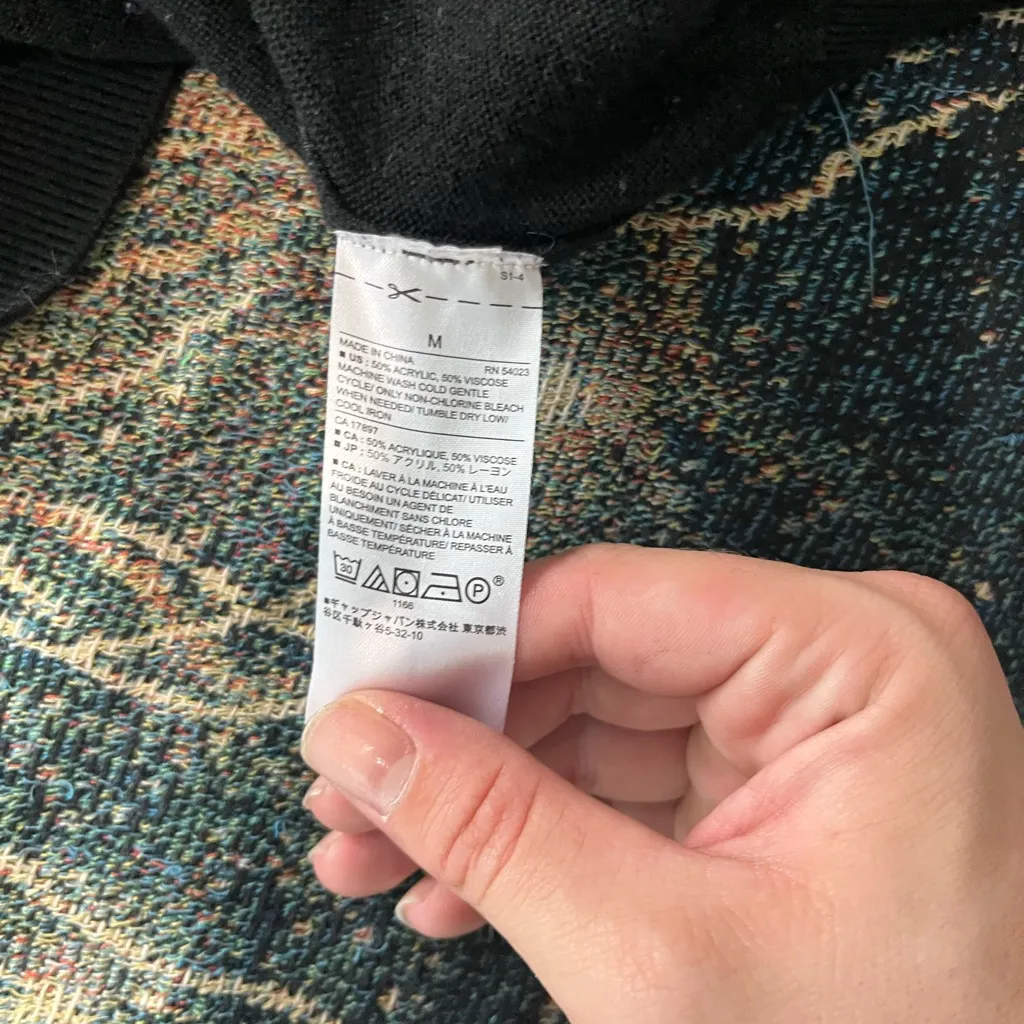 S1-4
M
MADE IN CHINA RN 54023
■ US : 50% ACRYLIC, 50% VISCOSE
MACHINE WASH COLD GENTLE
CYCLE/ ONLY NON-CHLORINE BLEACH
WHEN NEEDED/ TUMBLE DRY LOW/
COOL IRON
CA 17897
■ CA : 50% ACRYLIQUE, 50% VISCOSE
■ JP : 50% アクリル, 50% レーヨン
■ CA : LAVER À LA MACHINE À L'EAU
FROIDE AU CYCLE DÉLICAT/ UTILISER
AU BESOIN UN AGENT DE
BLANCHIMENT SANS CHLORE
UNIQUEMENT/ SÉCHER À LA MACHINE
À BASSE TEMPÉRATURE/ REPASSER À
BASSE TEMPÉRATURE
30 P ®
1166
■ギャップジャパン株式会社 東京都渋
谷区千駄ヶ谷5-32-10